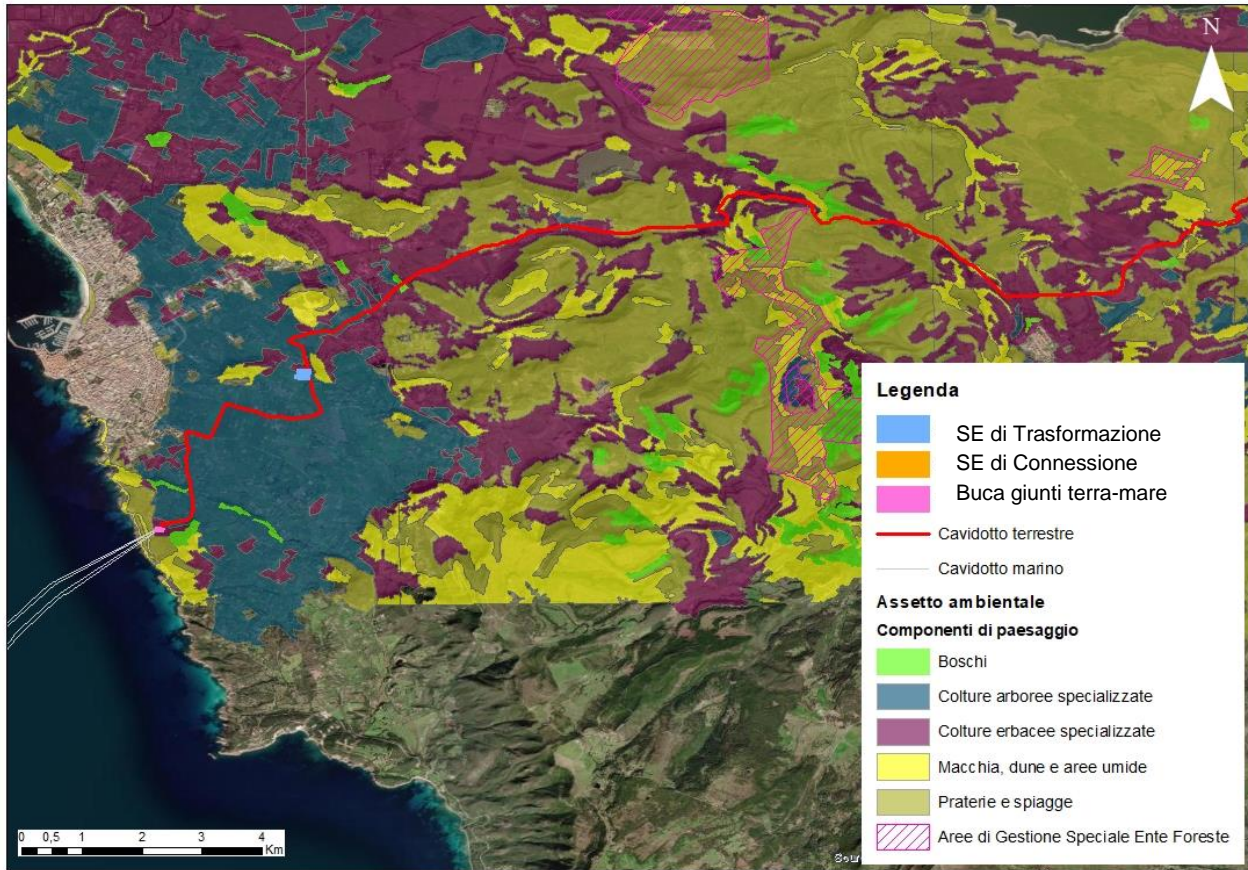 N
Legenda
SE di Trasformazione
SE di Connessione
Buca giunti terra-mare
Cavidotto terrestre
Cavidotto marino
Assetto ambientale
Componenti di paesaggio
Boschi
Colture arboree specializzate
Colture erbacee specializzate
Macchia, dune e aree umide
Praterie e spiagge
Aree di Gestione Speciale Ente Foreste
0 0,5 1 2 3 4
Km